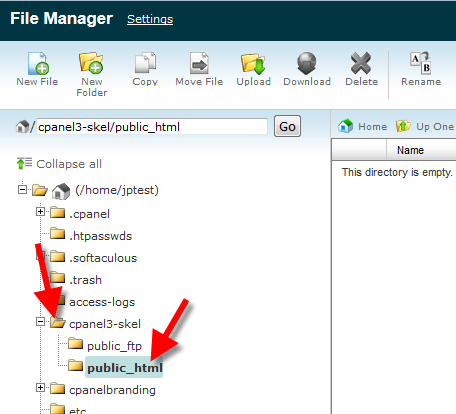 File Manager Settings
New File New Folder Copy Move File Upload Download Delete Rename
/ cpanel3-skel/public_html Go
Home Up One
Name
This directory is empty.
Collapse all
(/home/jptest)
.cpanel
.htpasswds
.softaculous
.trash
access-logs
cpanel3-skel
public_ftp
public_html
cpanelbranding
etc